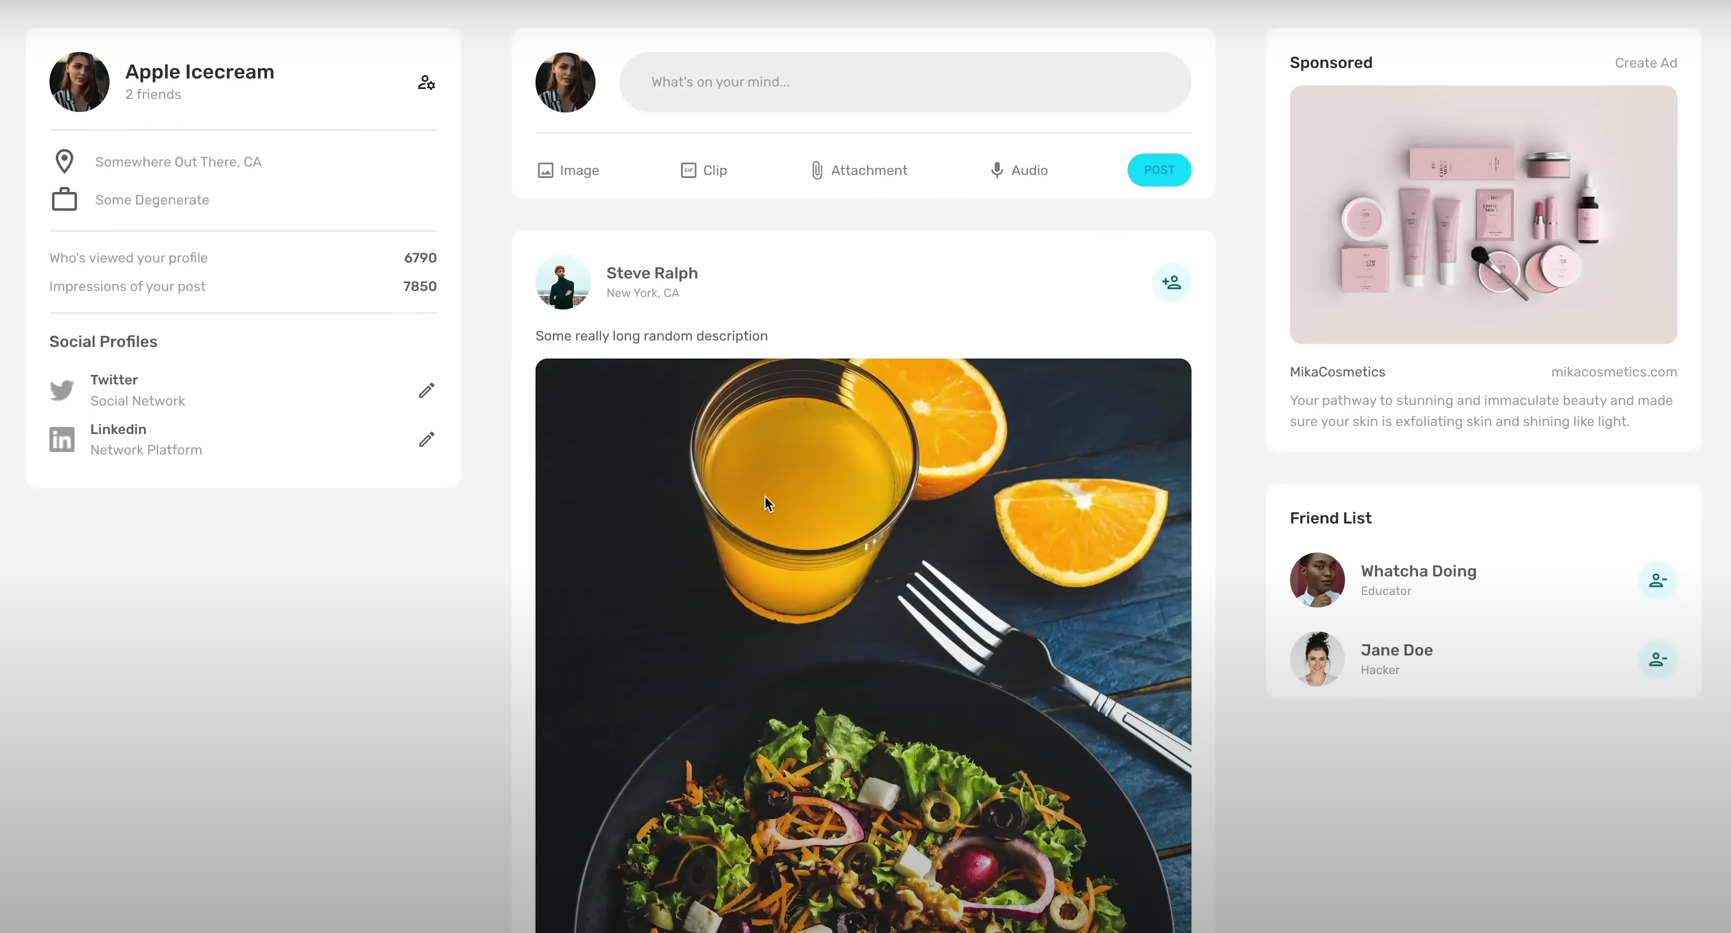 Apple Icecream
2 friends
Somewhere Out There, CA
Some Degenerate
Who's viewed your profile 6790
Impressions of your post 7850
Social Profiles
Twitter
Social Network
Linkedin
Network Platform
What's on your mind...
Image Clip Attachment Audio POST
Steve Ralph
New York, CA
Some really long random description
Sponsored Create Ad
MikaCosmetics mikacosmetics.com
Your pathway to stunning and immaculate beauty and made
sure your skin is exfoliating skin and shining like light.
Friend List
Whatcha Doing
Educator
Jane Doe
Hacker